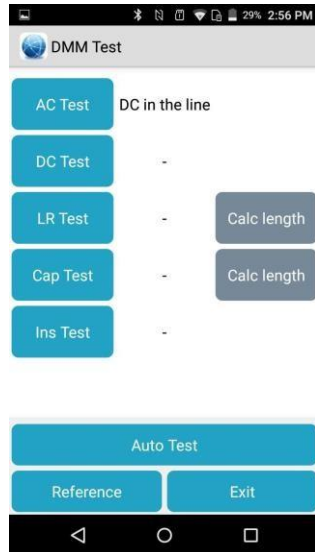 29% 2:56 PM
DMM Test
AC Test DC in the line
DC Test -
LR Test - Calc length
Cap Test - Calc length
Ins Test -
Auto Test
Reference Exit